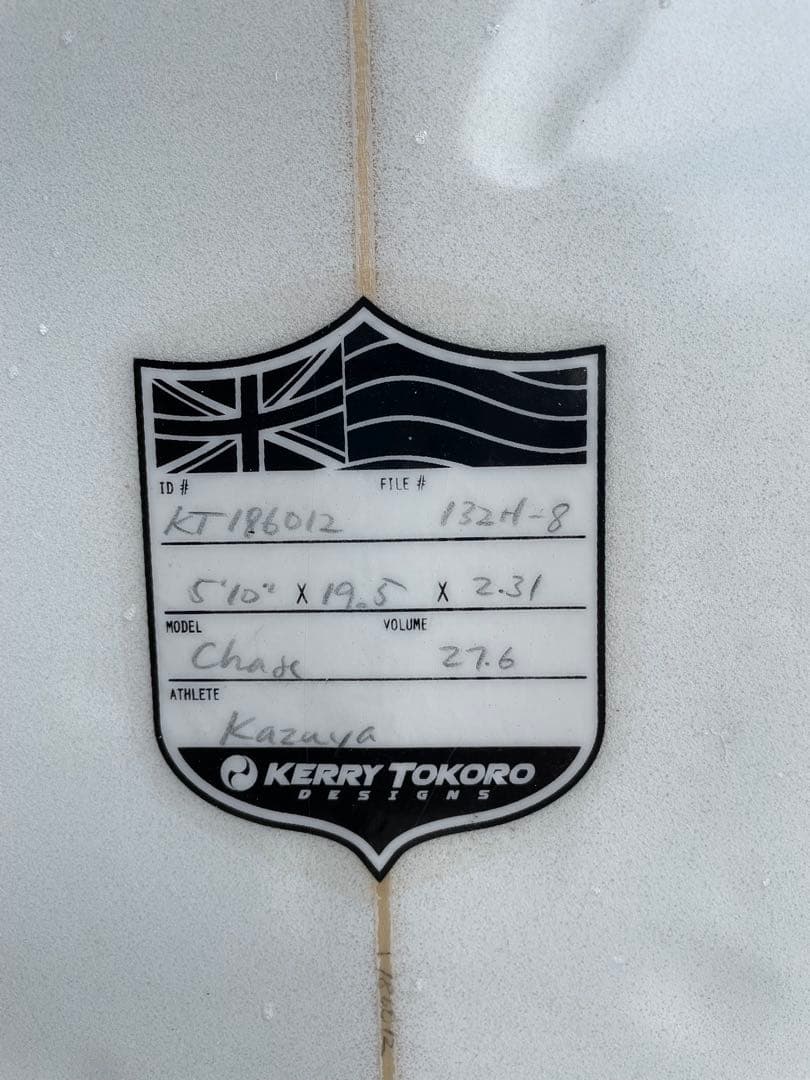 ID # FILE #
KT186012 132H-8
5'10" X 19.5 X 2.31
MODEL VOLUME
Chase 27.6
ATHLETE
Kazuya
KERRY TOKORO
DESIGNS